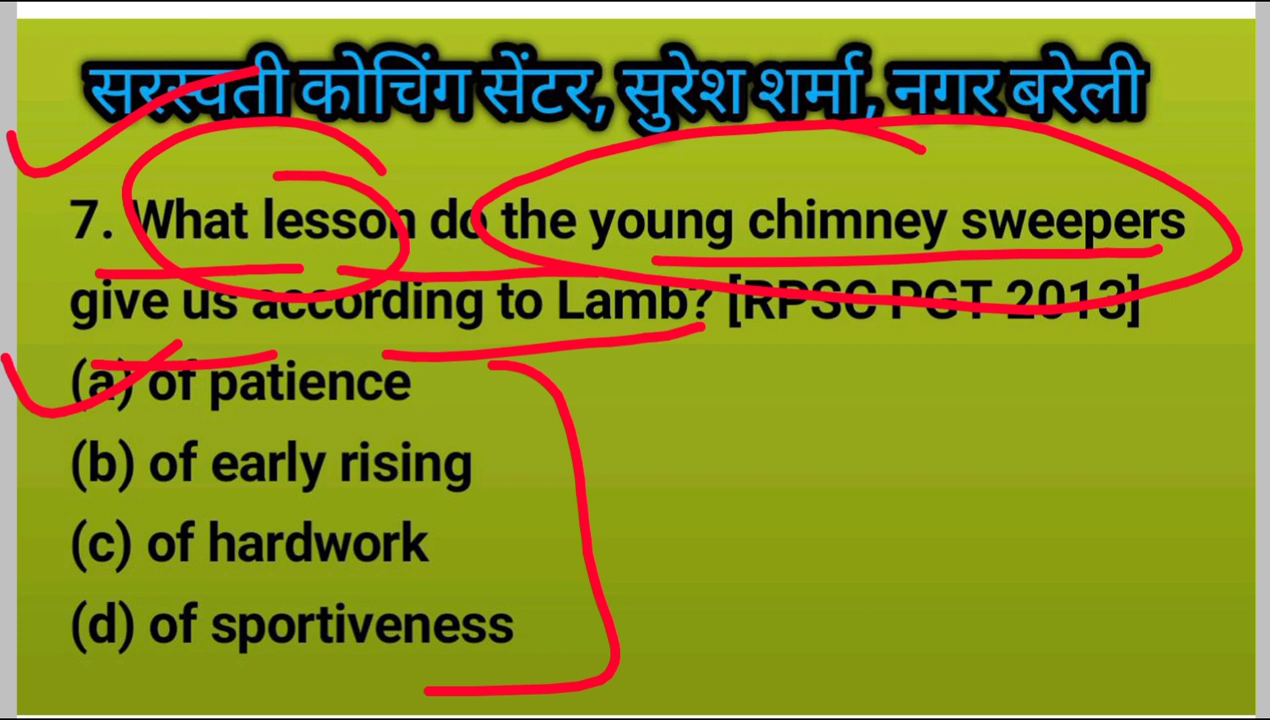 सरस्वती कोचिंग सेंटर, सुरेश शर्मा, नगर बरेली
7. What lesson do the young chimney sweepers
give us according to Lamb? [RPSC PGT 2013]
(a) of patience
(b) of early rising
(c) of hardwork
(d) of sportiveness